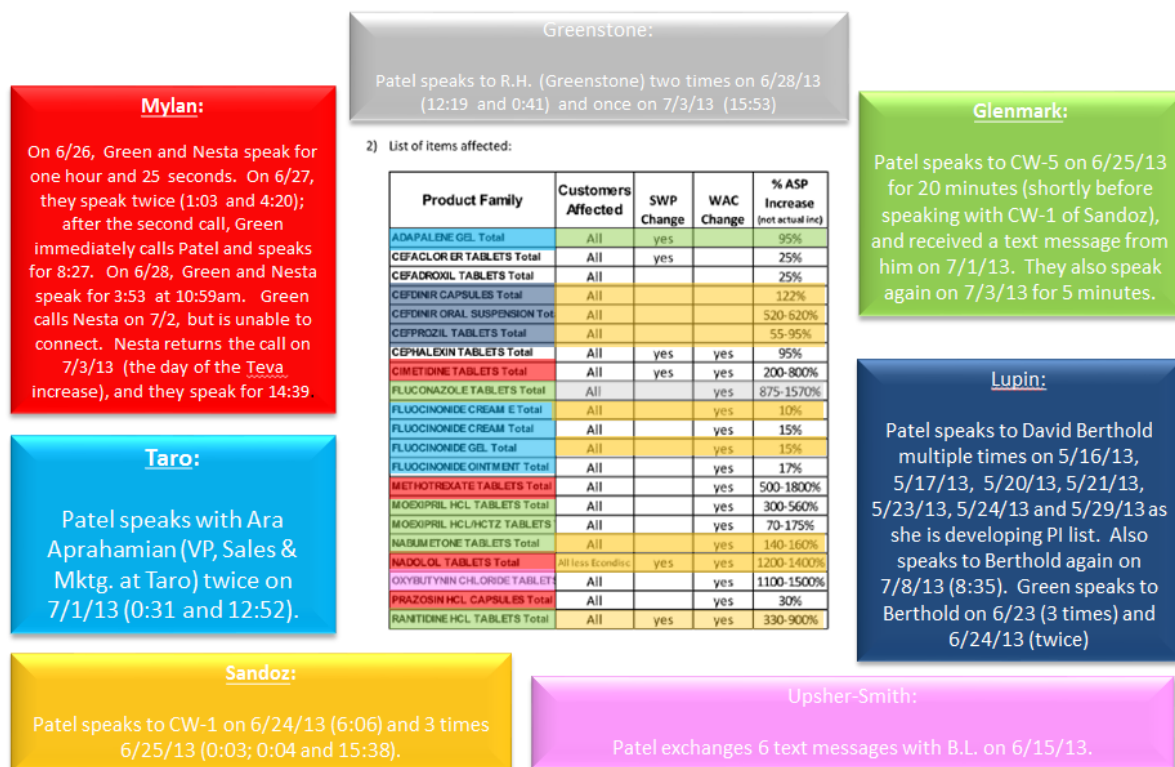 Greenstone:
Patel speaks to R.H. (Greenstone) two times on 6/28/13
(12:19 and 0:41) and once on 7/3/13  (15:53)
Mylan:
On 6/26, Green and Nesta speak for
one hour and 25 seconds.  On 6/27,
they speak twice (1:03 and 4:20);
after the second call, Green
immediately calls Patel and speaks
for 8:27.  On 6/28, Green and Nesta
speak for 3:53 at 10:59am.   Green
calls Nesta on 7/2, but is unable to
connect.  Nesta returns the call on
7/3/13  (the day of the Teva
increase), and they speak for 14:39.
Taro:
Patel speaks with Ara
Aprahamian (VP, Sales &
Mktg. at Taro) twice on
7/1/13 (0:31 and 12:52).
2) List of items affected:
Product Family Customers Affected SWP Change WAC Change % ASP Increase (not actual inc)
ADAPALENE GEL Total All yes 95%
CEFACLOR ER TABLETS Total All yes 25%
CEFADROXIL TABLETS Total All 25%
CEFDINIR CAPSULES Total All 122%
CEFDINIR ORAL SUSPENSION Tot All 520-620%
CEFPROZIL TABLETS Total All 55-95%
CEPHALEXIN TABLETS Total All yes yes 95%
CIMETIDINE TABLETS Total All yes yes 200-800%
FLUCONAZOLE TABLETS Total All yes 875-1570%
FLUOCINONIDE CREAM E Total All yes 10%
FLUOCINONIDE CREAM Total All yes 15%
FLUOCINONIDE GEL Total All yes 15%
FLUOCINONIDE OINTMENT Total All yes 17%
METHOTREXATE TABLETS Total All yes 500-1800%
MOEXIPRIL HCL TABLETS Total All yes 300-560%
MOEXIPRIL HCL/HCTZ TABLETS All yes 70-175%
NABUMETONE TABLETS Total All yes 140-160%
NADOLOL TABLETS Total All less Econdisc yes yes 1200-1400%
OXYBUTYNIN CHLORIDE TABLETS All yes 1100-1500%
PRAZOSIN HCL CAPSULES Total All yes 30%
RANITIDINE HCL TABLETS Total All yes yes 330-900%
Glenmark:
Patel speaks to CW-5 on 6/25/13
for 20 minutes (shortly before
speaking with CW-1 of Sandoz),
and received a text message from
him on 7/1/13.  They also speak
again on 7/3/13 for 5 minutes.
Lupin:
Patel speaks to David Berthold
multiple times on 5/16/13,
5/17/13,  5/20/13, 5/21/13,
5/23/13, 5/24/13 and 5/29/13 as
she is developing PI list.  Also
speaks to Berthold again on
7/8/13 (8:35).  Green speaks to
Berthold on 6/23 (3 times) and
6/24/13 (twice)
Sandoz:
Patel speaks to CW-1 on 6/24/13 (6:06) and 3 times
6/25/13 (0:03; 0:04 and 15:38).
Upsher-Smith:
Patel exchanges 6 text messages with B.L. on 6/15/13.